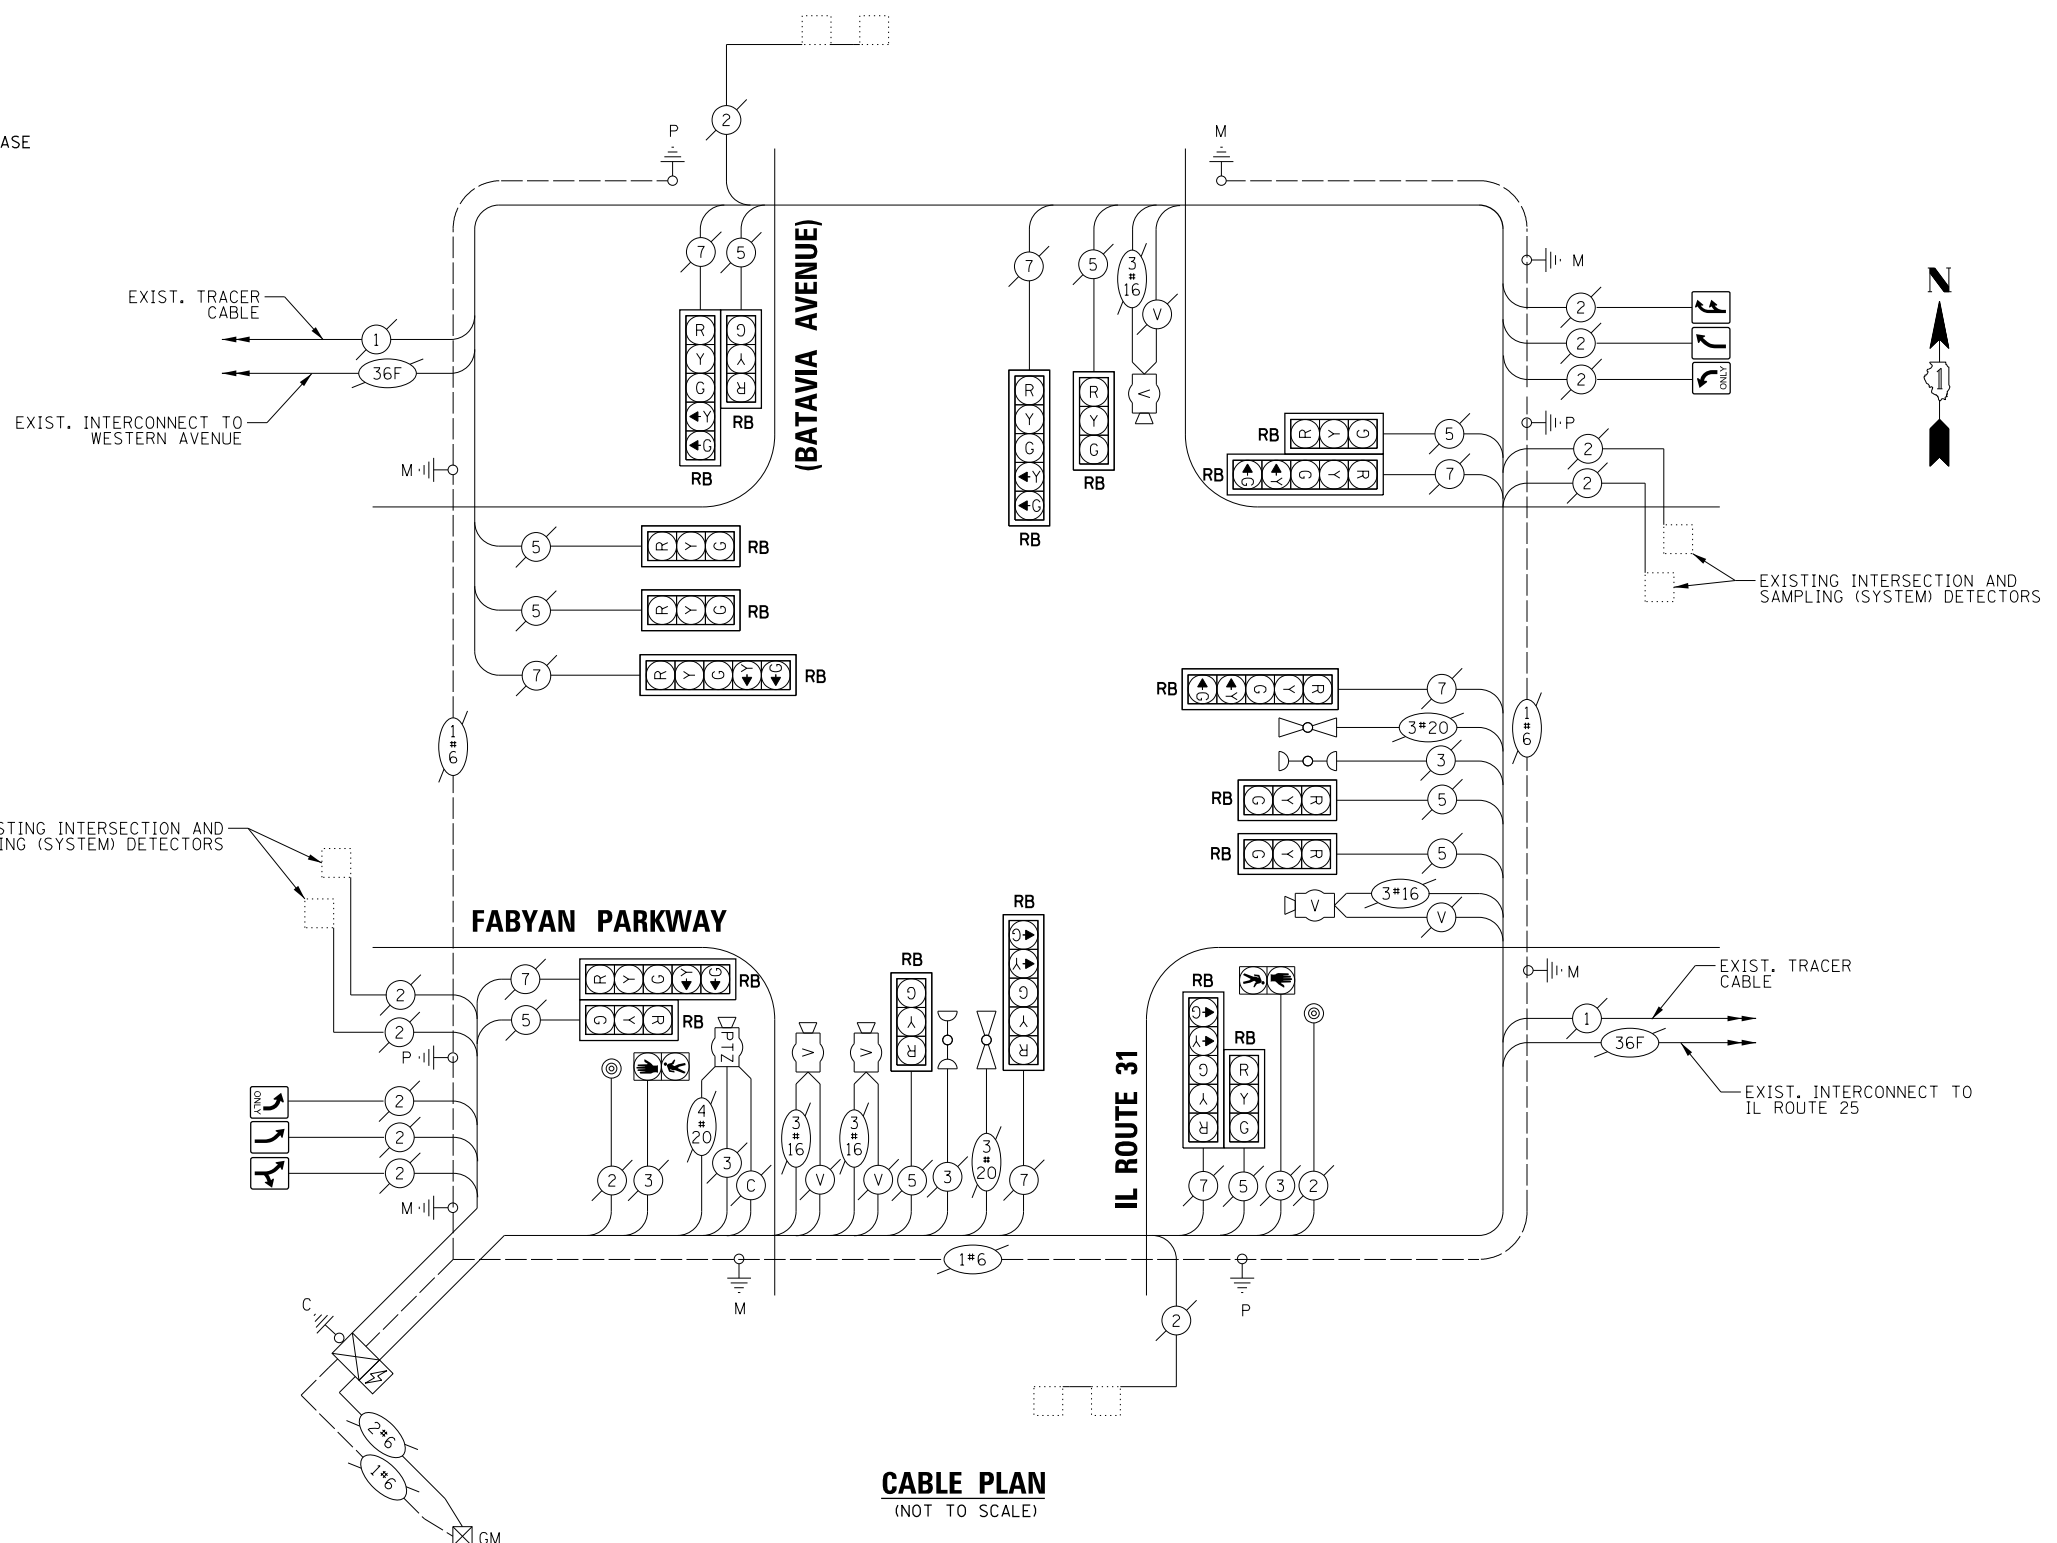 ASE
P
M
2
N
1
7
5
7
5
3
#
16
V
(BATAVIA AVENUE)
M
EXIST. TRACER
CABLE
1
36F
EXIST. INTERCONNECT TO
WESTERN AVENUE
M
R
Y
G
Y
G
RB
G
Y
R
RB
R
Y
G
Y
G
RB
R
Y
G
RB
V
2
2
2
ONLY
P
RB
R Y G
5
RB
G Y G Y R
7
2
2
EXISTING INTERSECTION AND
SAMPLING (SYSTEM) DETECTORS
5
R Y G
RB
5
R Y G
RB
7
R Y G Y G
RB
1
#
6
RB
G Y G Y R
7
3#20
3
1
#
6
RB
G Y R
5
RB
G Y R
5
V
3#16
V
STING INTERSECTION AND
ING (SYSTEM) DETECTORS
FABYAN PARKWAY
2
2
P
7
R Y G Y G
RB
5
G Y R
RB
ONLY
2
2
2
M
PTZ
V
V
RB
G
Y
R
RB
G
Y
G
Y
R
2
3
4
#
20
3
C
3
#
16
V
3
#
16
V
5
3
3
#
20
7
IL ROUTE 31
RB
G
Y
G
Y
R
RB
R
Y
G
7
5
3
2
M
EXIST. TRACER
CABLE
1
36F
EXIST. INTERCONNECT TO
IL ROUTE 25
M
1#6
P
2
C
2#6
1#6
GM
CABLE PLAN
(NOT TO SCALE)